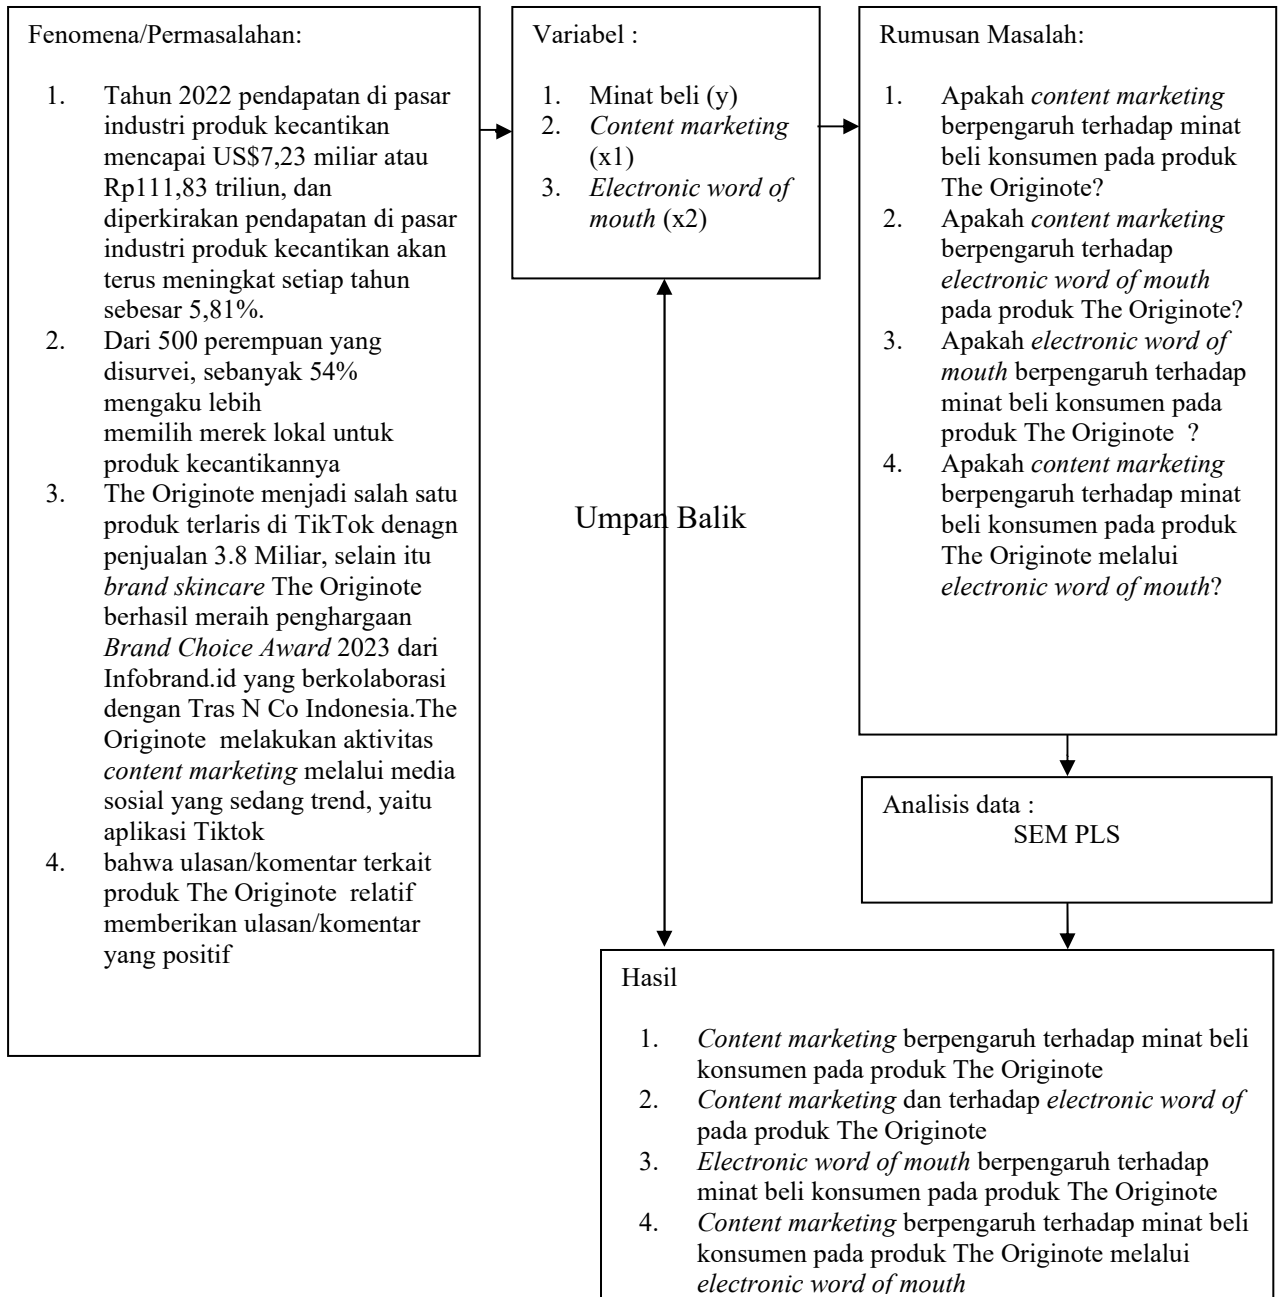 Fenomena/Permasalahan:
1. Tahun 2022 pendapatan di pasar
industri produk kecantikan
mencapai US$7,23 miliar atau
Rp111,83 triliun, dan
diperkirakan pendapatan di pasar
industri produk kecantikan akan
terus meningkat setiap tahun
sebesar 5,81%.
2. Dari 500 perempuan yang
disurvei, sebanyak 54%
mengaku lebih
memilih merek lokal untuk
produk kecantikannya
3. The Originote menjadi salah satu
produk terlaris di TikTok denagn
penjualan 3.8 Miliar, selain itu
brand skincare The Originote
berhasil meraih penghargaan
Brand Choice Award 2023 dari
Infobrand.id yang berkolaborasi
dengan Tras N Co Indonesia.The
Originote melakukan aktivitas
content marketing melalui media
sosial yang sedang trend, yaitu
aplikasi Tiktok
4. bahwa ulasan/komentar terkait
produk The Originote relatif
memberikan ulasan/komentar
yang positif
Variabel :
1. Minat beli (y)
2. Content marketing
(x1)
3. Electronic word of
mouth (x2)
Rumusan Masalah:
1. Apakah content marketing
berpengaruh terhadap minat
beli konsumen pada produk
The Originote?
2. Apakah content marketing
berpengaruh terhadap
electronic word of mouth
pada produk The Originote?
3. Apakah electronic word of
mouth berpengaruh terhadap
minat beli konsumen pada
produk The Originote ?
4. Apakah content marketing
berpengaruh terhadap minat
beli konsumen pada produk
The Originote melalui
electronic word of mouth?
Umpan Balik
Analisis data :
SEM PLS
Hasil
1. Content marketing berpengaruh terhadap minat beli
konsumen pada produk The Originote
2. Content marketing dan terhadap electronic word of
pada produk The Originote
3. Electronic word of mouth berpengaruh terhadap
minat beli konsumen pada produk The Originote
4. Content marketing berpengaruh terhadap minat beli
konsumen pada produk The Originote melalui
electronic word of mouth